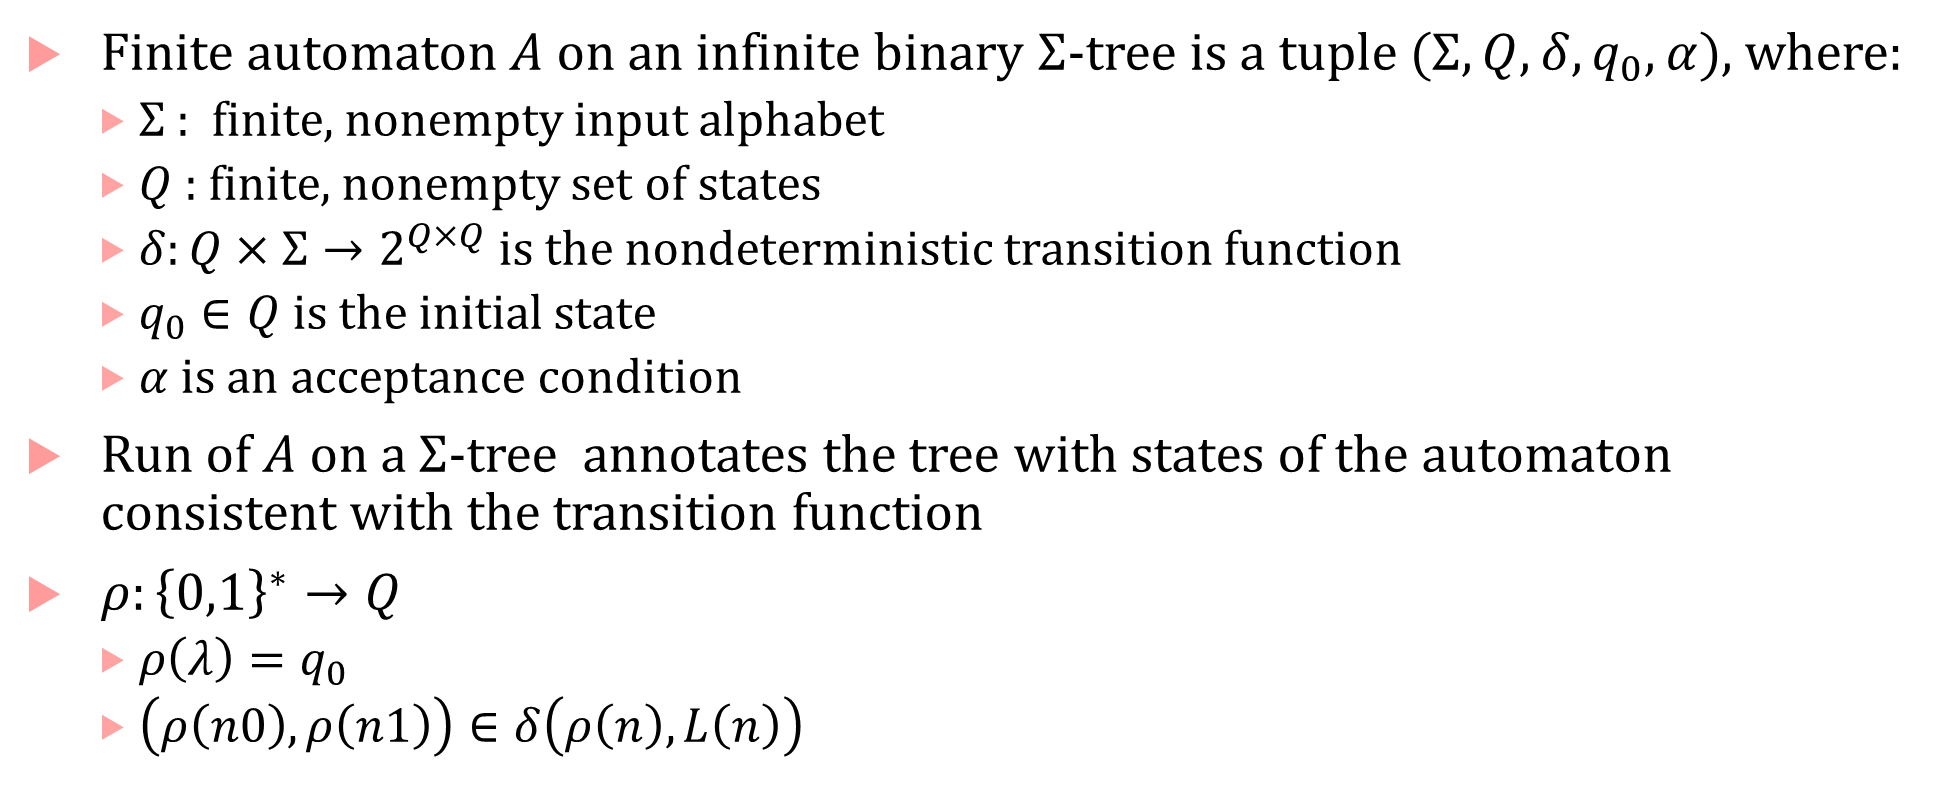 Finite automaton A on an infinite binary Σ-tree is a tuple (Σ, Q, δ, q₀, α), where:
Σ : finite, nonempty input alphabet
Q : finite, nonempty set of states
δ: Q × Σ → 2^{Q×Q} is the nondeterministic transition function
q₀ ∈ Q is the initial state
α is an acceptance condition
Run of A on a Σ-tree annotates the tree with states of the automaton
consistent with the transition function
ρ: {0,1}* → Q
ρ(λ) = q₀
(ρ(n0), ρ(n1)) ∈ δ(ρ(n), L(n))